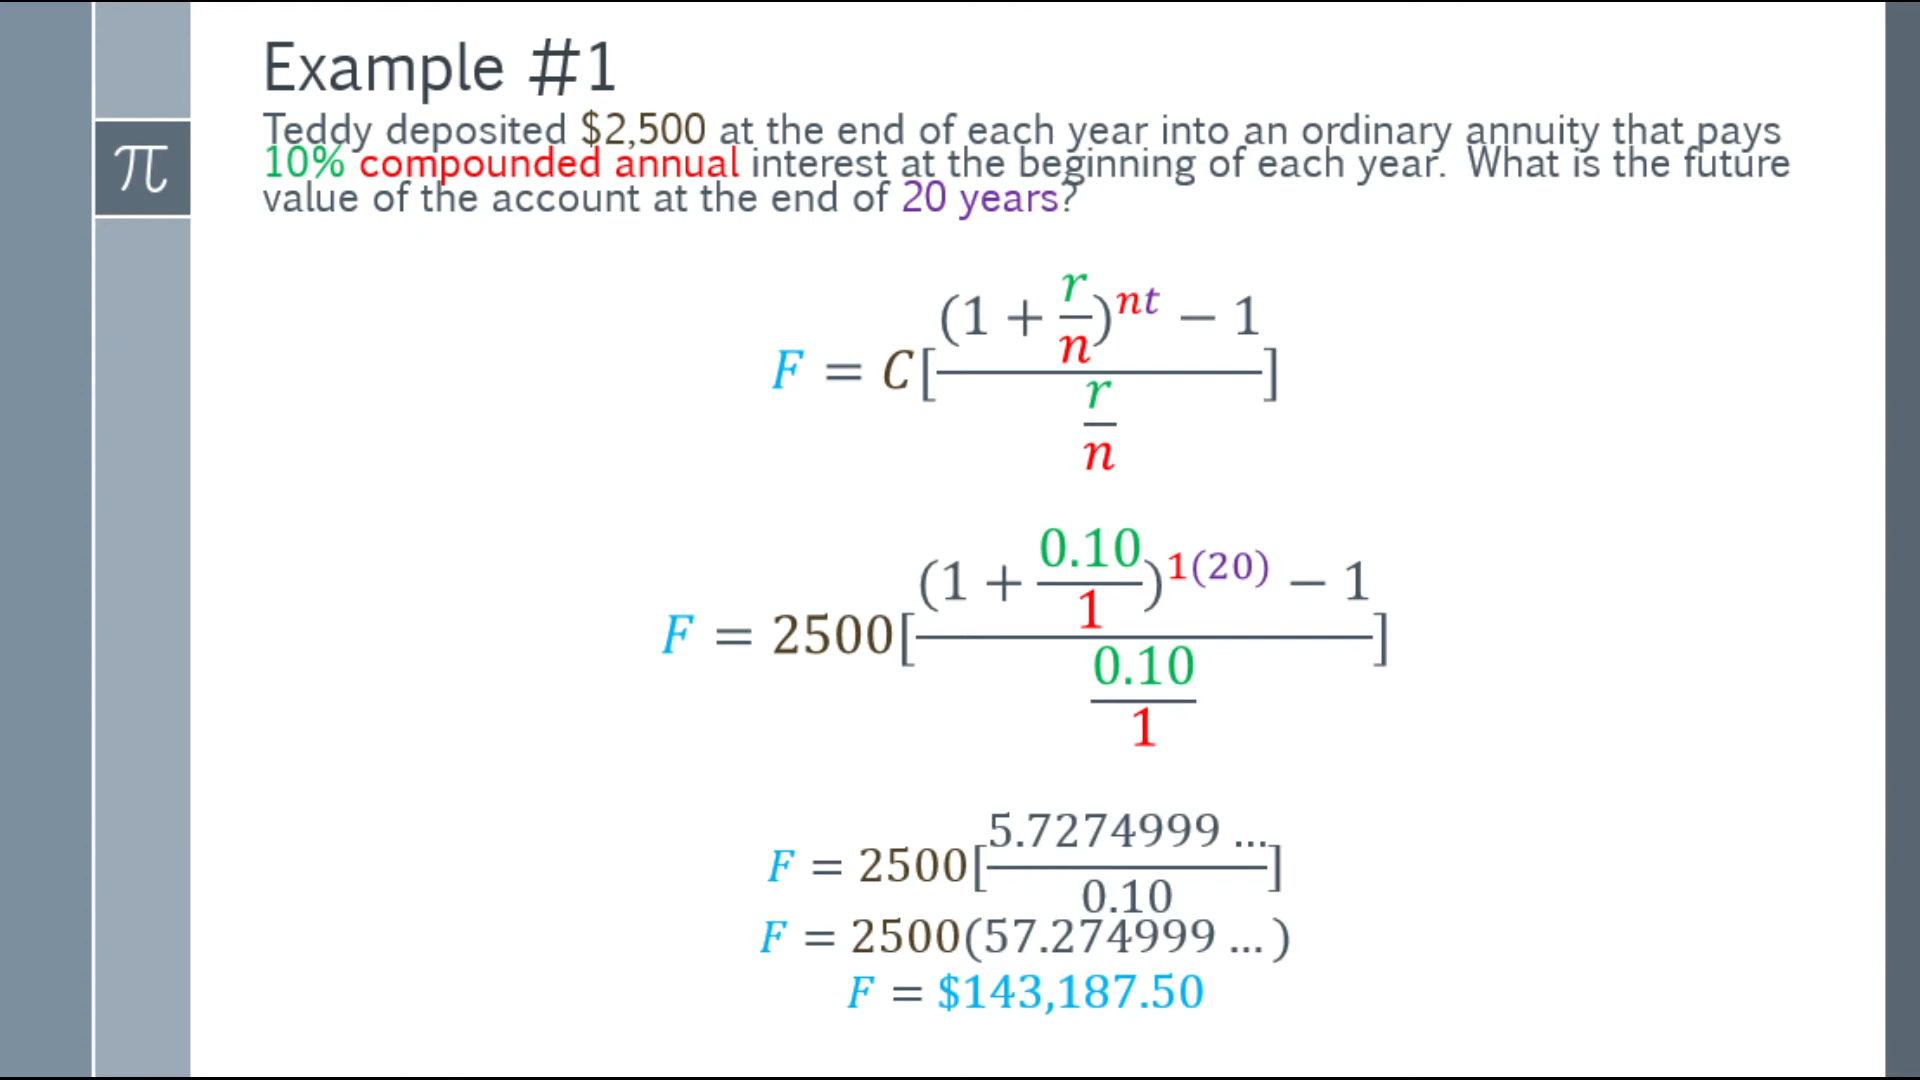 Example #1
π
Teddy deposited $2,500 at the end of each year into an ordinary annuity that pays
10% compounded annual interest at the beginning of each year. What is the future
value of the account at the end of 20 years?
F = C[((1 + r/n)^nt − 1)/(r/n)]
F = 2500[((1 + 0.10/1)^1(20) − 1)/(0.10/1)]
F = 2500[5.7274999 .../0.10]
F = 2500(57.274999 ... )
F = $143,187.50